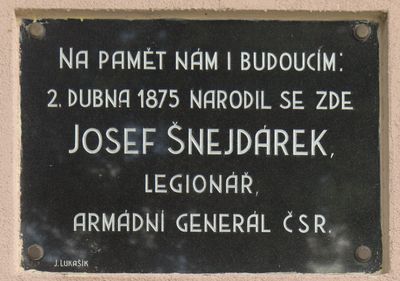 NA PAMĚT NÁM I BUDOUCÍM:
2. DUBNA 1875 NARODIL SE ZDE
JOSEF ŠNEJDÁREK,
LEGIONÁŘ,
ARMÁDNÍ GENERÁL ČSR.
J. LUKAŠÍK